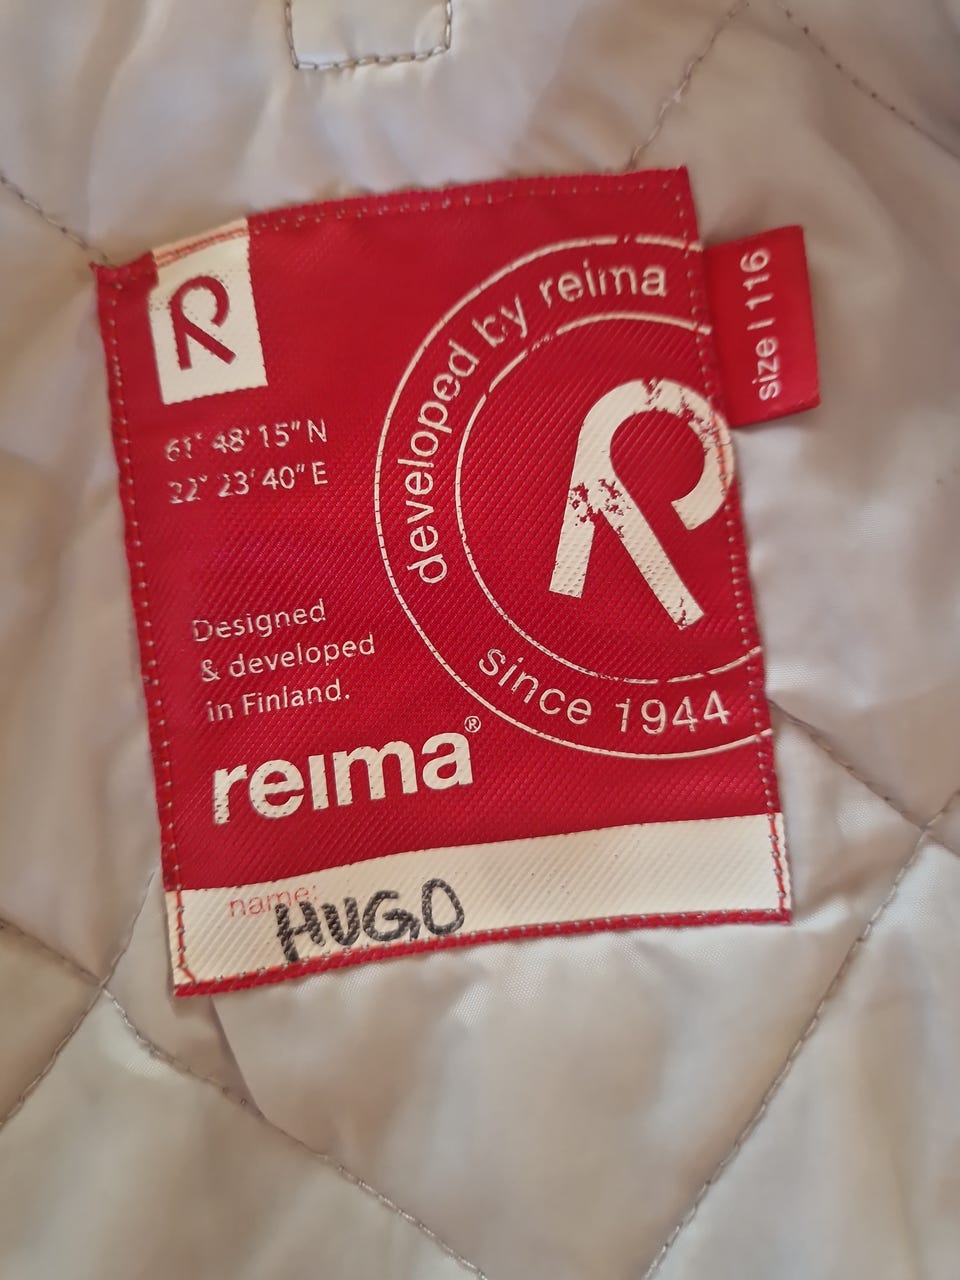 R
61° 48' 15" N
22° 23' 40" E
developed by reima
R
since 1944
size | 116
Designed
& developed
in Finland.
reima®
name:
HUGO